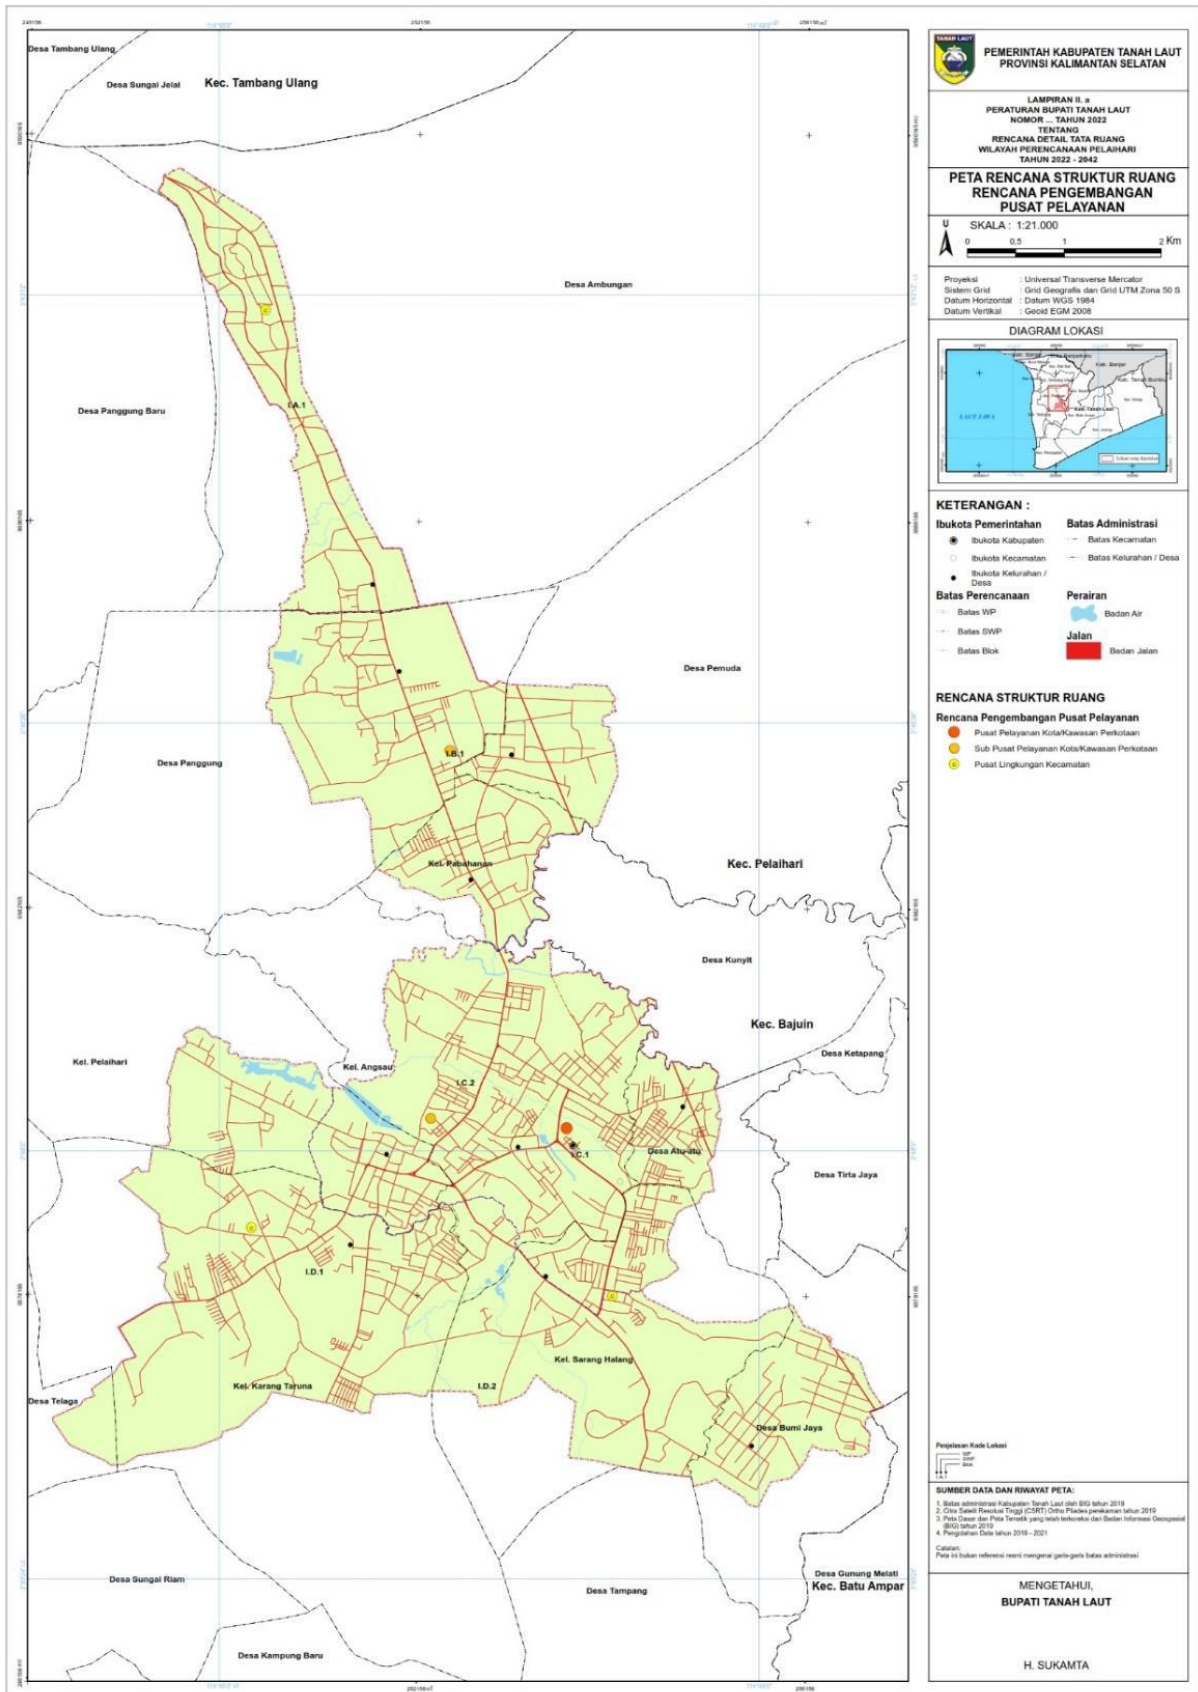 Desa Tambang Ulang
Desa Sungai Jelai
Kec. Tambang Ulang
Desa Ambungan
Desa Panggung Baru
I.A.1
Desa Pemuda
Desa Panggung
I.B.1
Kel. Pabahanan
Kec. Pelaihari
Desa Kunyit
Kec. Bajuin
Desa Ketapang
Kel. Pelaihari
Kel. Angsau
I.C.2
I.C.1
Desa Atu-atu
Desa Tirta Jaya
I.D.1
Kel. Sarang Halang
Kel. Karang Taruna
I.D.2
Desa Telaga
Desa Bumi Jaya
Desa Sungai Riam
Desa Tampang
Desa Gunung Melati
Kec. Batu Ampar
Desa Kampung Baru
TANAH LAUT
PEMERINTAH KABUPATEN TANAH LAUT
PROVINSI KALIMANTAN SELATAN
LAMPIRAN II. a
PERATURAN BUPATI TANAH LAUT
NOMOR ... TAHUN 2022
TENTANG
RENCANA DETAIL TATA RUANG
WILAYAH PERENCANAAN PELAIHARI
TAHUN 2022 - 2042
PETA RENCANA STRUKTUR RUANG
RENCANA PENGEMBANGAN
PUSAT PELAYANAN
U
SKALA : 1:21.000
0 0,5 1 2 Km
Proyeksi : Universal Transverse Mercator
Sistem Grid : Grid Geografis dan Grid UTM Zona 50 S
Datum Horizontal : Datum WGS 1984
Datum Vertikal : Geoid EGM 2008
DIAGRAM LOKASI
LAUT JAWA
Kab. Tanah Laut
KETERANGAN :
Ibukota Pemerintahan
Ibukota Kabupaten
Ibukota Kecamatan
Ibukota Kelurahan /
Desa
Batas Administrasi
Batas Kecamatan
Batas Kelurahan / Desa
Batas Perencanaan
Batas WP
Batas SWP
Batas Blok
Perairan
Badan Air
Jalan
Badan Jalan
RENCANA STRUKTUR RUANG
Rencana Pengembangan Pusat Pelayanan
Pusat Pelayanan Kota/Kawasan Perkotaan
Sub Pusat Pelayanan Kota/Kawasan Perkotaan
Pusat Lingkungan Kecamatan
Penjelasan Kode Lokasi
WP
SWP
Blok
SUMBER DATA DAN RIWAYAT PETA:
1. Batas administrasi Kabupaten Tanah Laut oleh BIG tahun 2019
2. Citra Satelit Resolusi Tinggi (CSRT) Ortho Pliades perekaman tahun 2019
3. Peta Dasar dan Peta Tematik yang telah terkoreksi dari Badan Informasi Geospasial
(BIG) tahun 2019
4. Pengolahan Data tahun 2019 - 2021
Catatan:
Peta ini bukan referensi resmi mengenai garis-garis batas administrasi
MENGETAHUI,
BUPATI TANAH LAUT
H. SUKAMTA